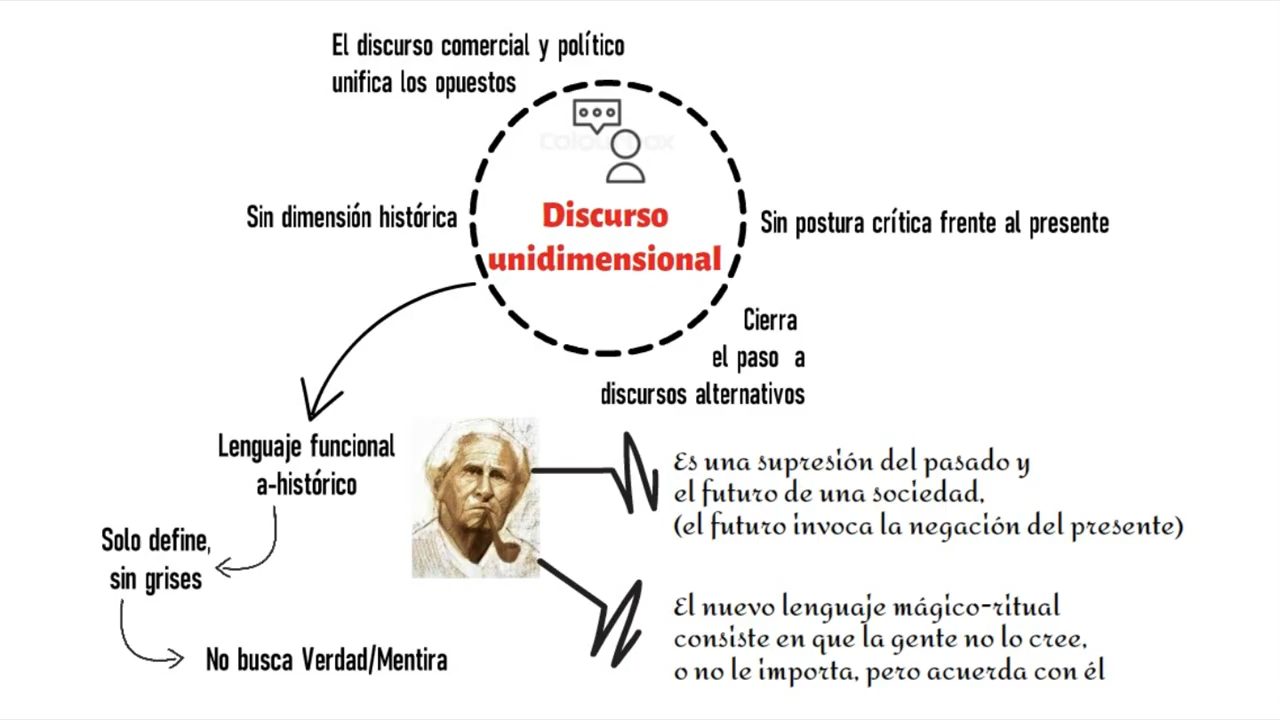 El discurso comercial y político
unifica los opuestos
Discurso
unidimensional
Sin dimensión histórica
Sin postura crítica frente al presente
Cierra
el paso a
discursos alternativos
Lenguaje funcional
a-histórico
Solo define,
sin grises
No busca Verdad/Mentira
Es una supresión del pasado y
el futuro de una sociedad,
(el futuro invoca la negación del presente)
El nuevo lenguaje mágico-ritual
consiste en que la gente no lo cree,
o no le importa, pero acuerda con él